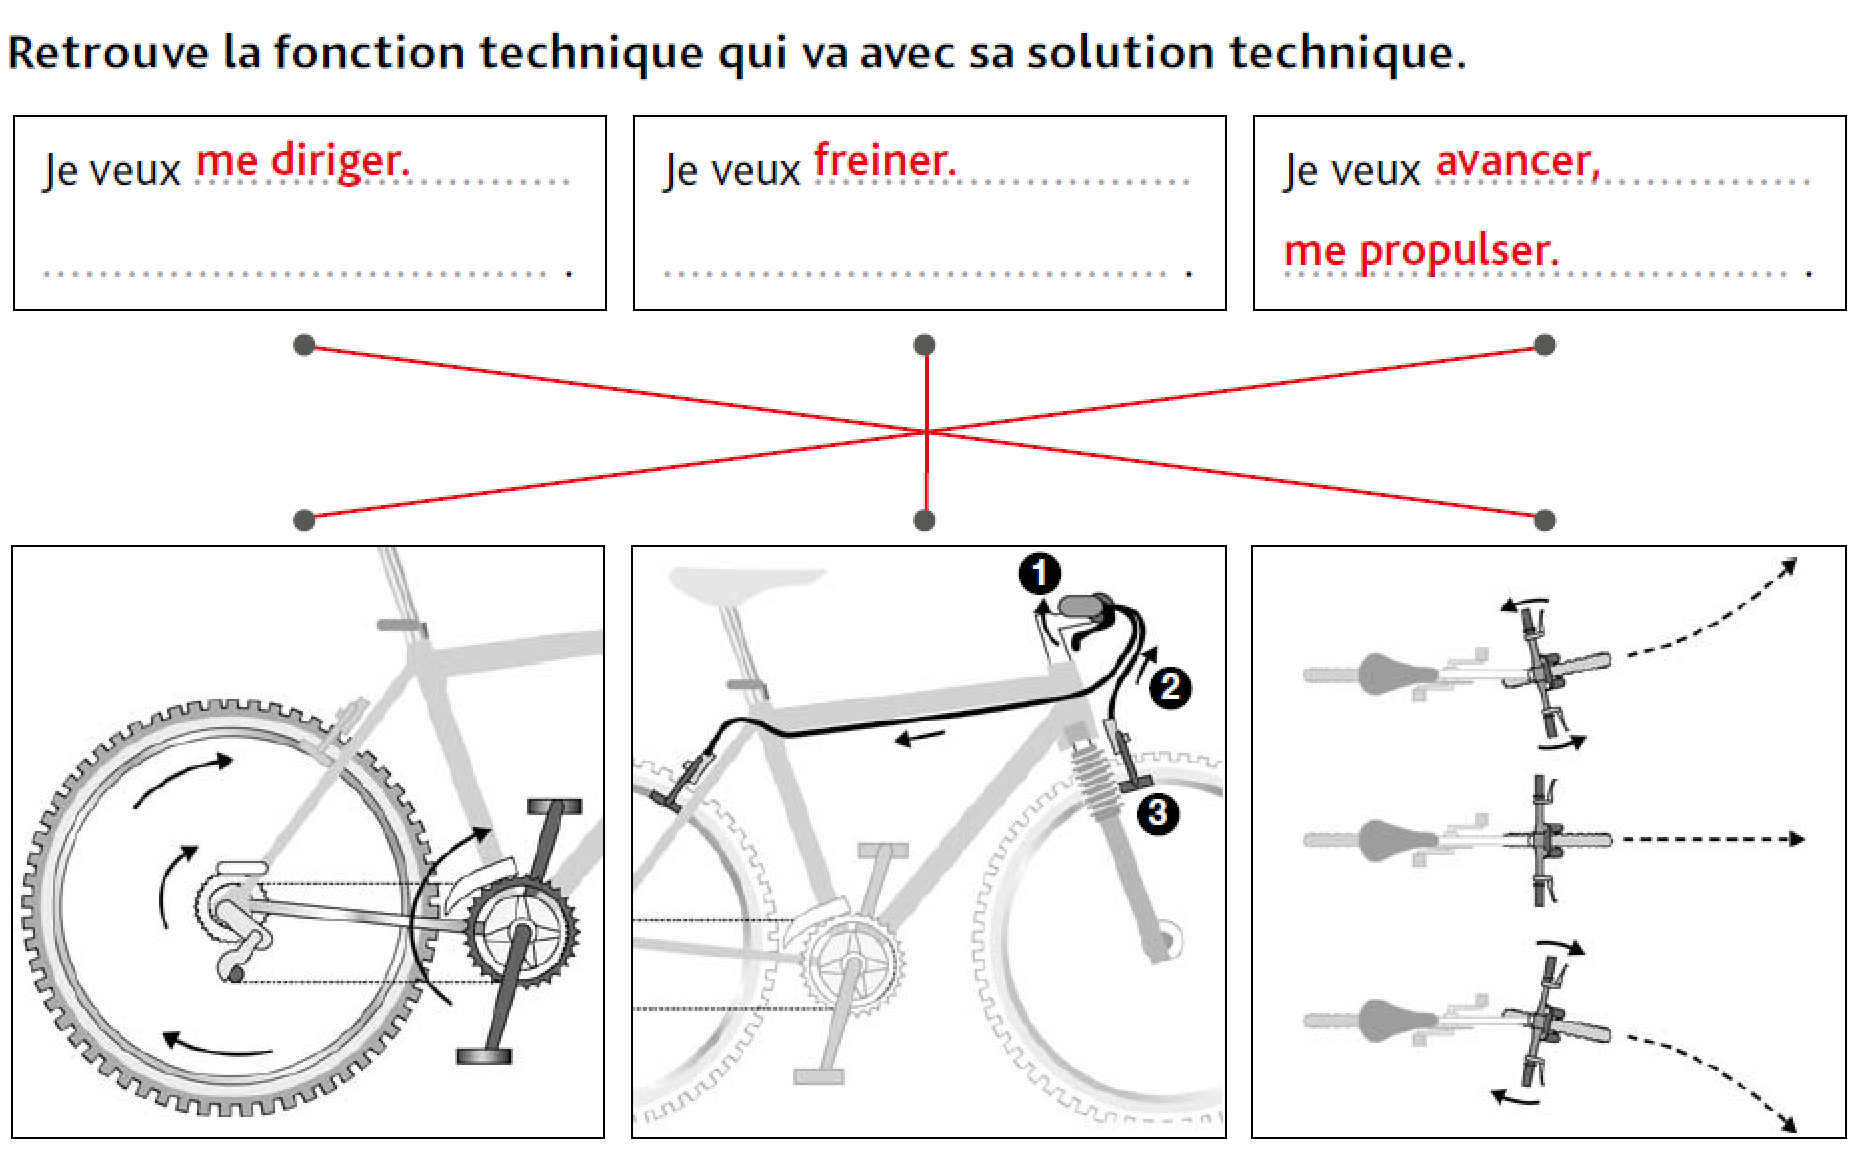 Retrouve la fonction technique qui va avec sa solution technique.
Je veux me diriger.
.
Je veux freiner.
.
Je veux avancer,
me propulser. .
1
2
3